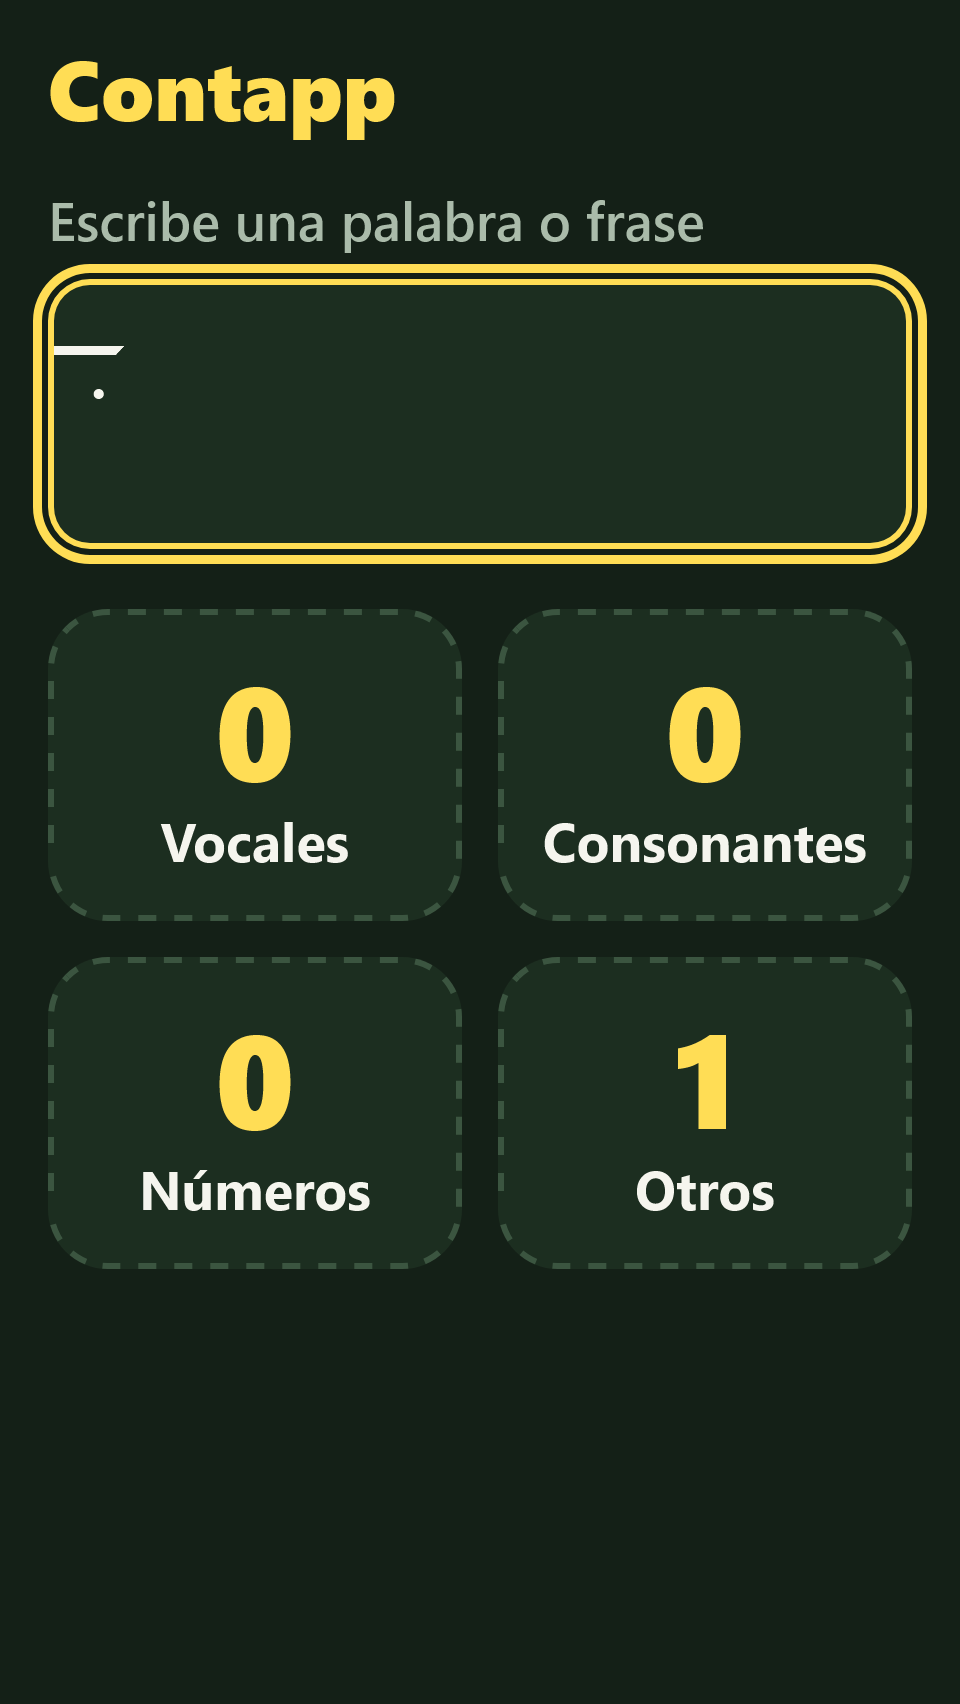 Contapp
Escribe una palabra o frase
0
Vocales
0
Consonantes
0
Números
1
Otros